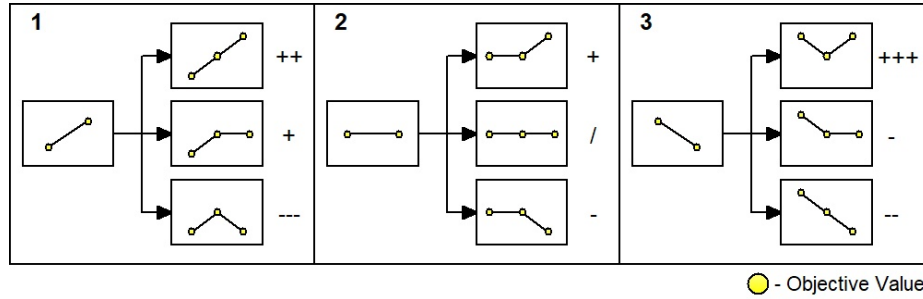 1 2 3
++ + +++
+ / -
--- - --
- Objective Value